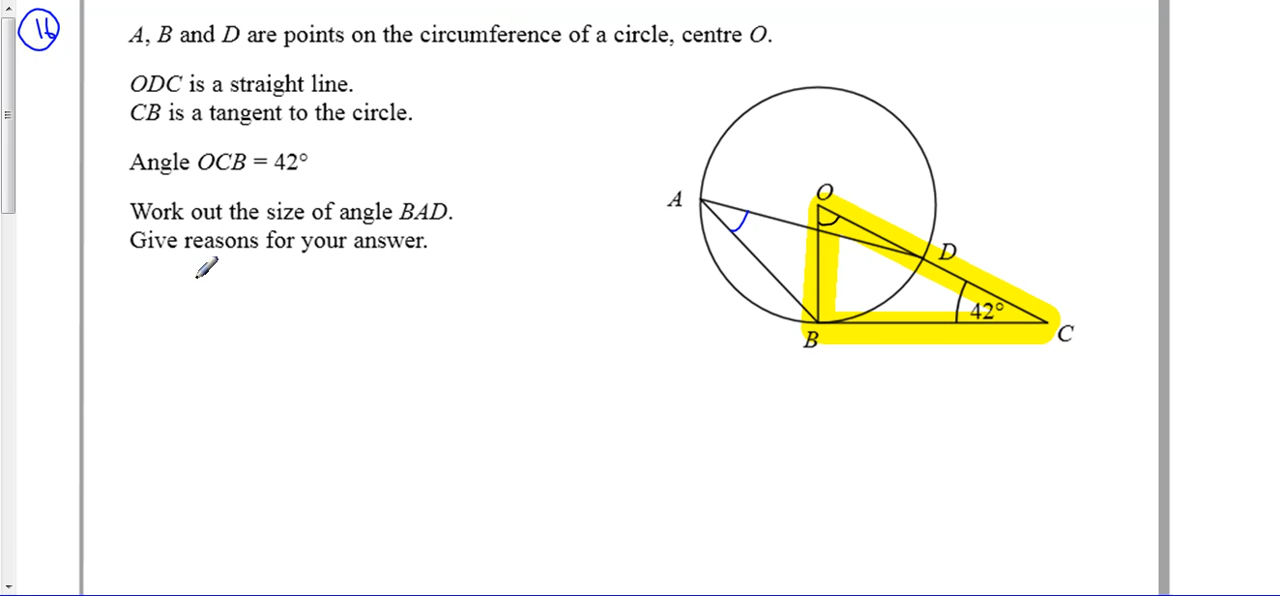 16
A, B and D are points on the circumference of a circle, centre O.
ODC is a straight line.
CB is a tangent to the circle.
Angle OCB = 42°
Work out the size of angle BAD.
Give reasons for your answer.
A
O
D
42°
B
C